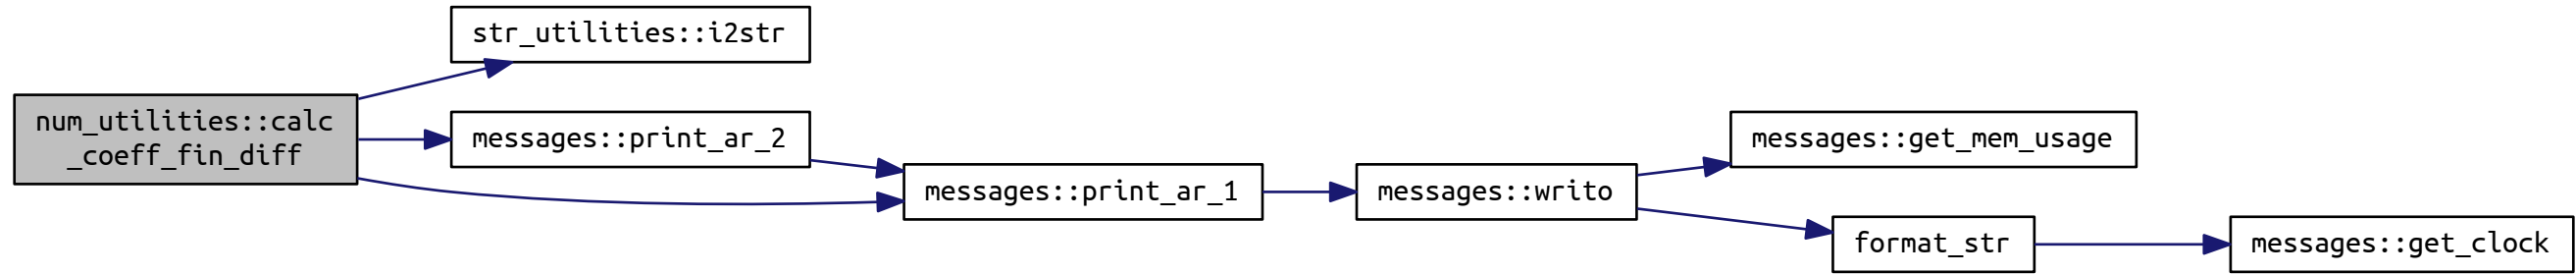 num_utilities::calc
_coeff_fin_diff
str_utilities::i2str
messages::print_ar_2
messages::print_ar_1
messages::writo
messages::get_mem_usage
format_str
messages::get_clock